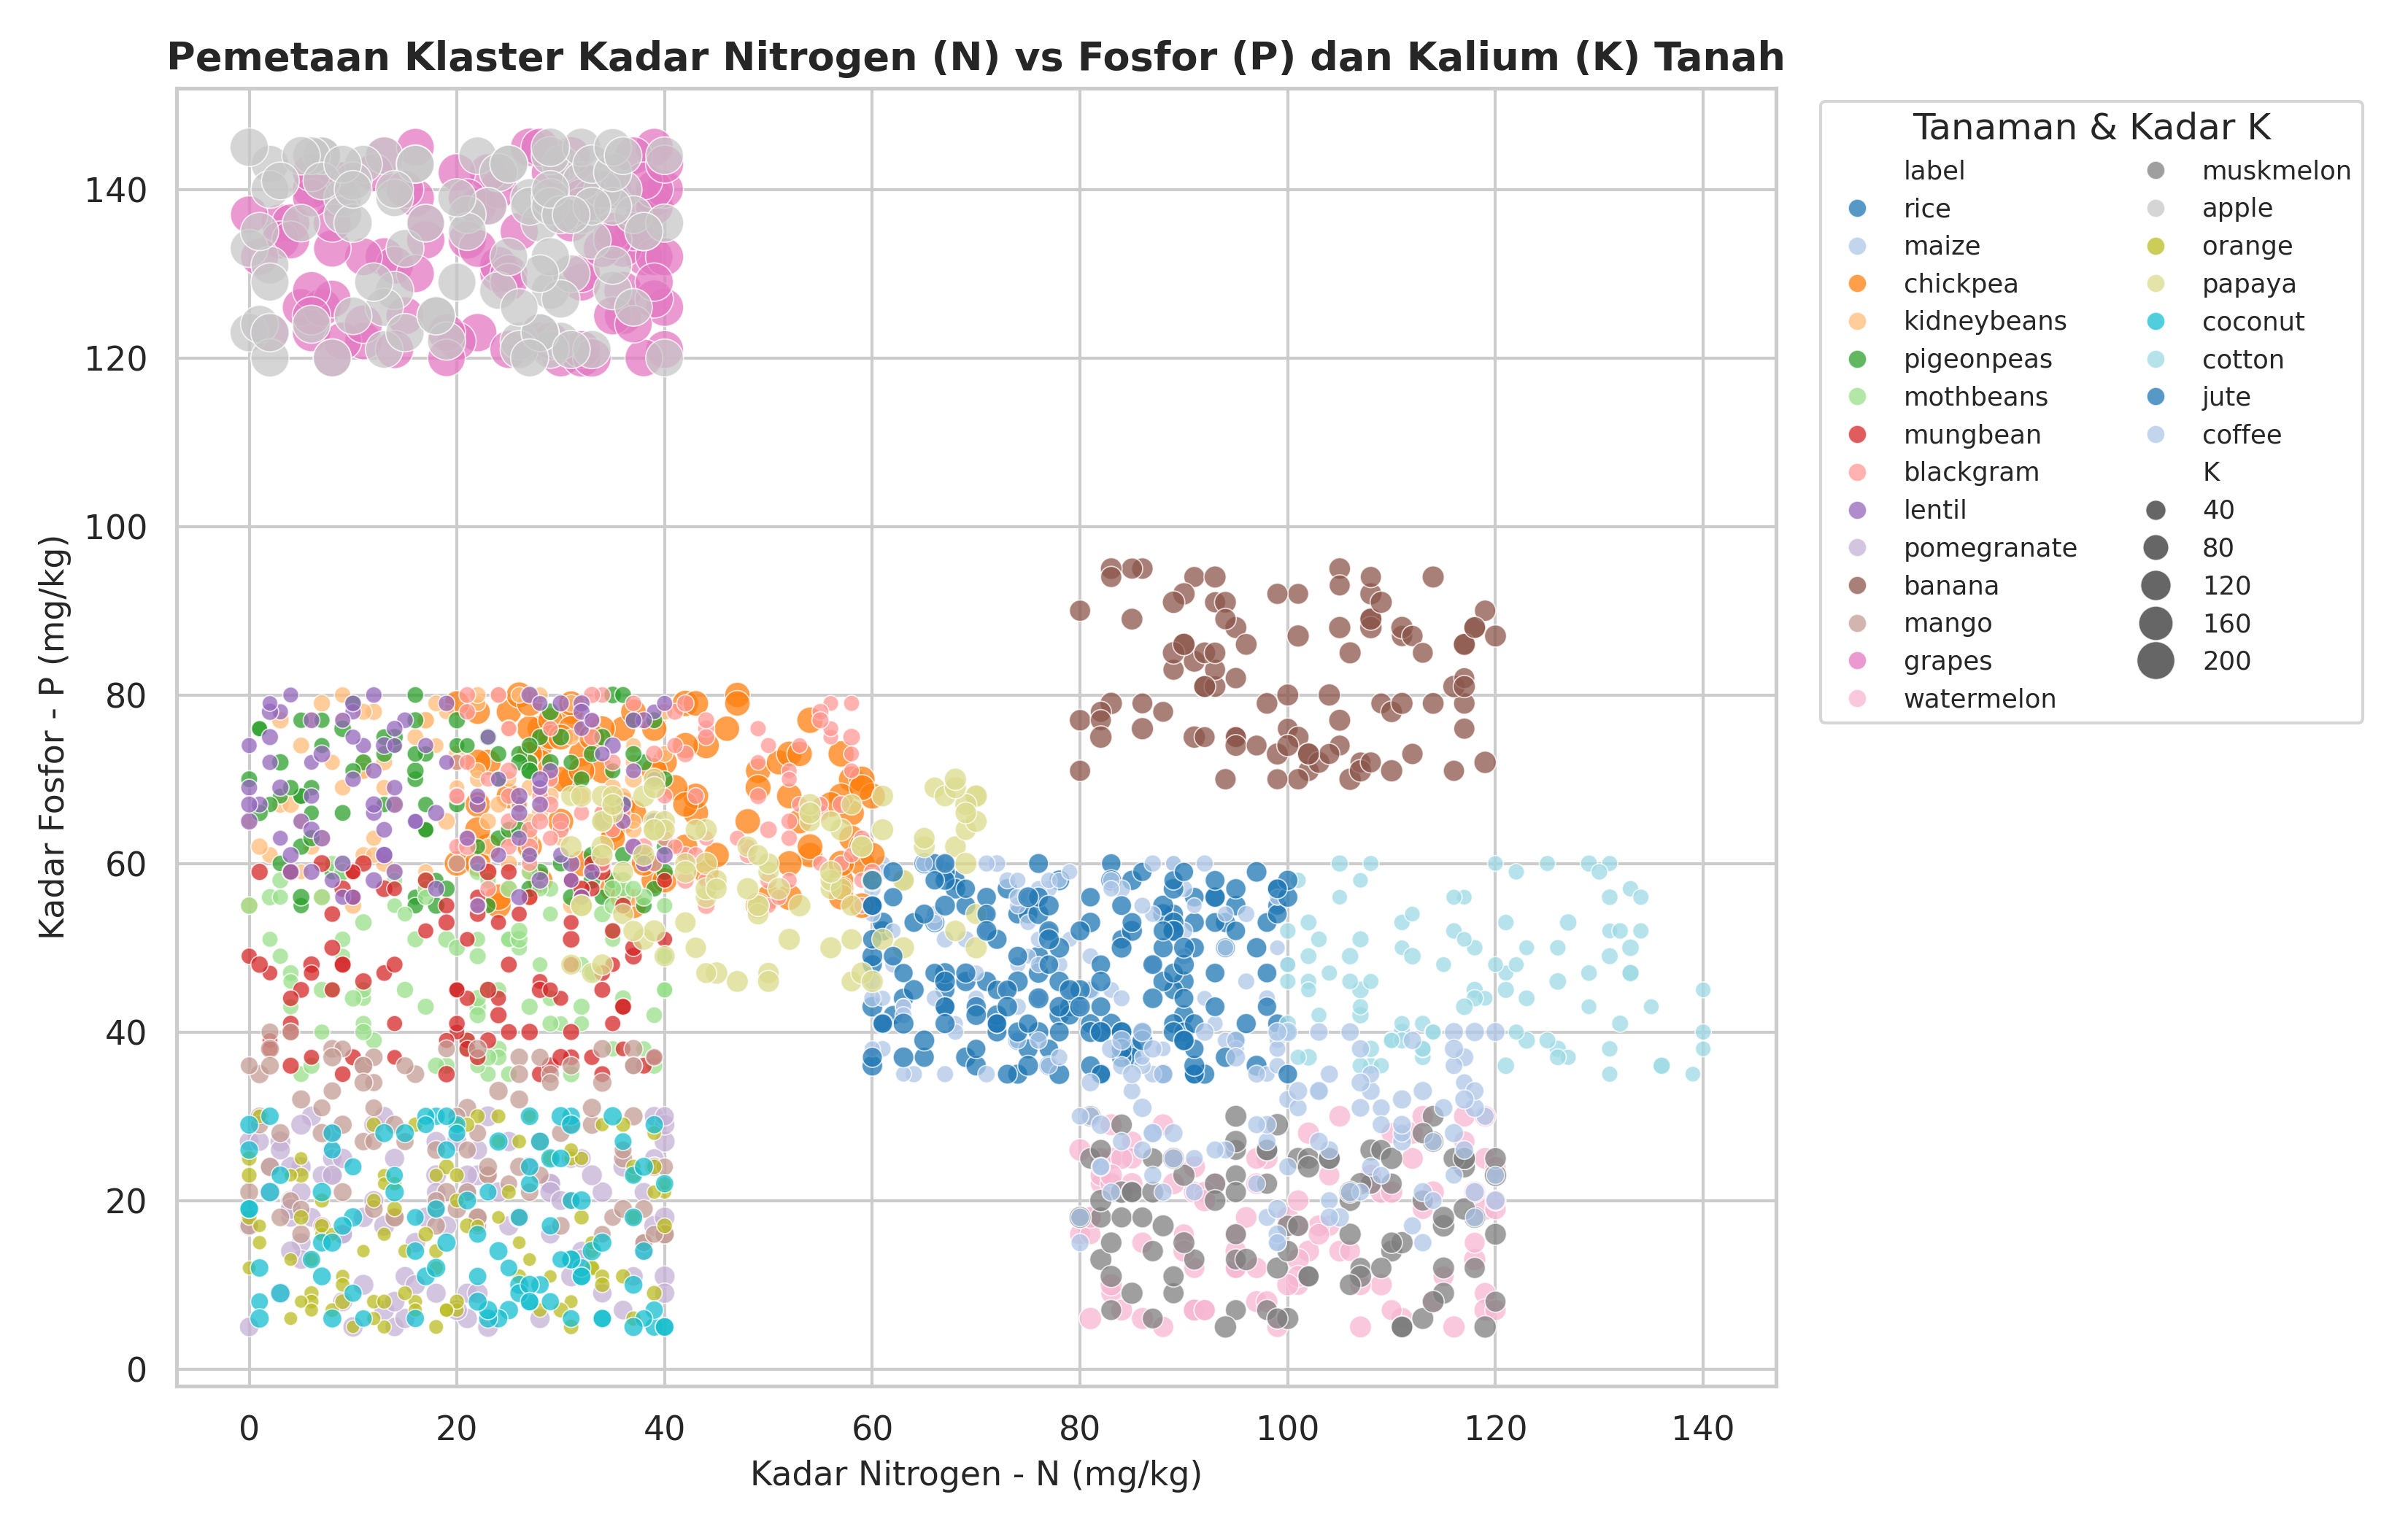 Pemetaan Klaster Kadar Nitrogen (N) vs Fosfor (P) dan Kalium (K) Tanah
Kadar Fosfor - P (mg/kg)
140
120
100
80
60
40
20
0
0 20 40 60 80 100 120 140
Kadar Nitrogen - N (mg/kg)
Tanaman & Kadar K
label
rice
maize
chickpea
kidneybeans
pigeonpeas
mothbeans
mungbean
blackgram
lentil
pomegranate
banana
mango
grapes
watermelon
muskmelon
apple
orange
papaya
coconut
cotton
jute
coffee
K
40
80
120
160
200